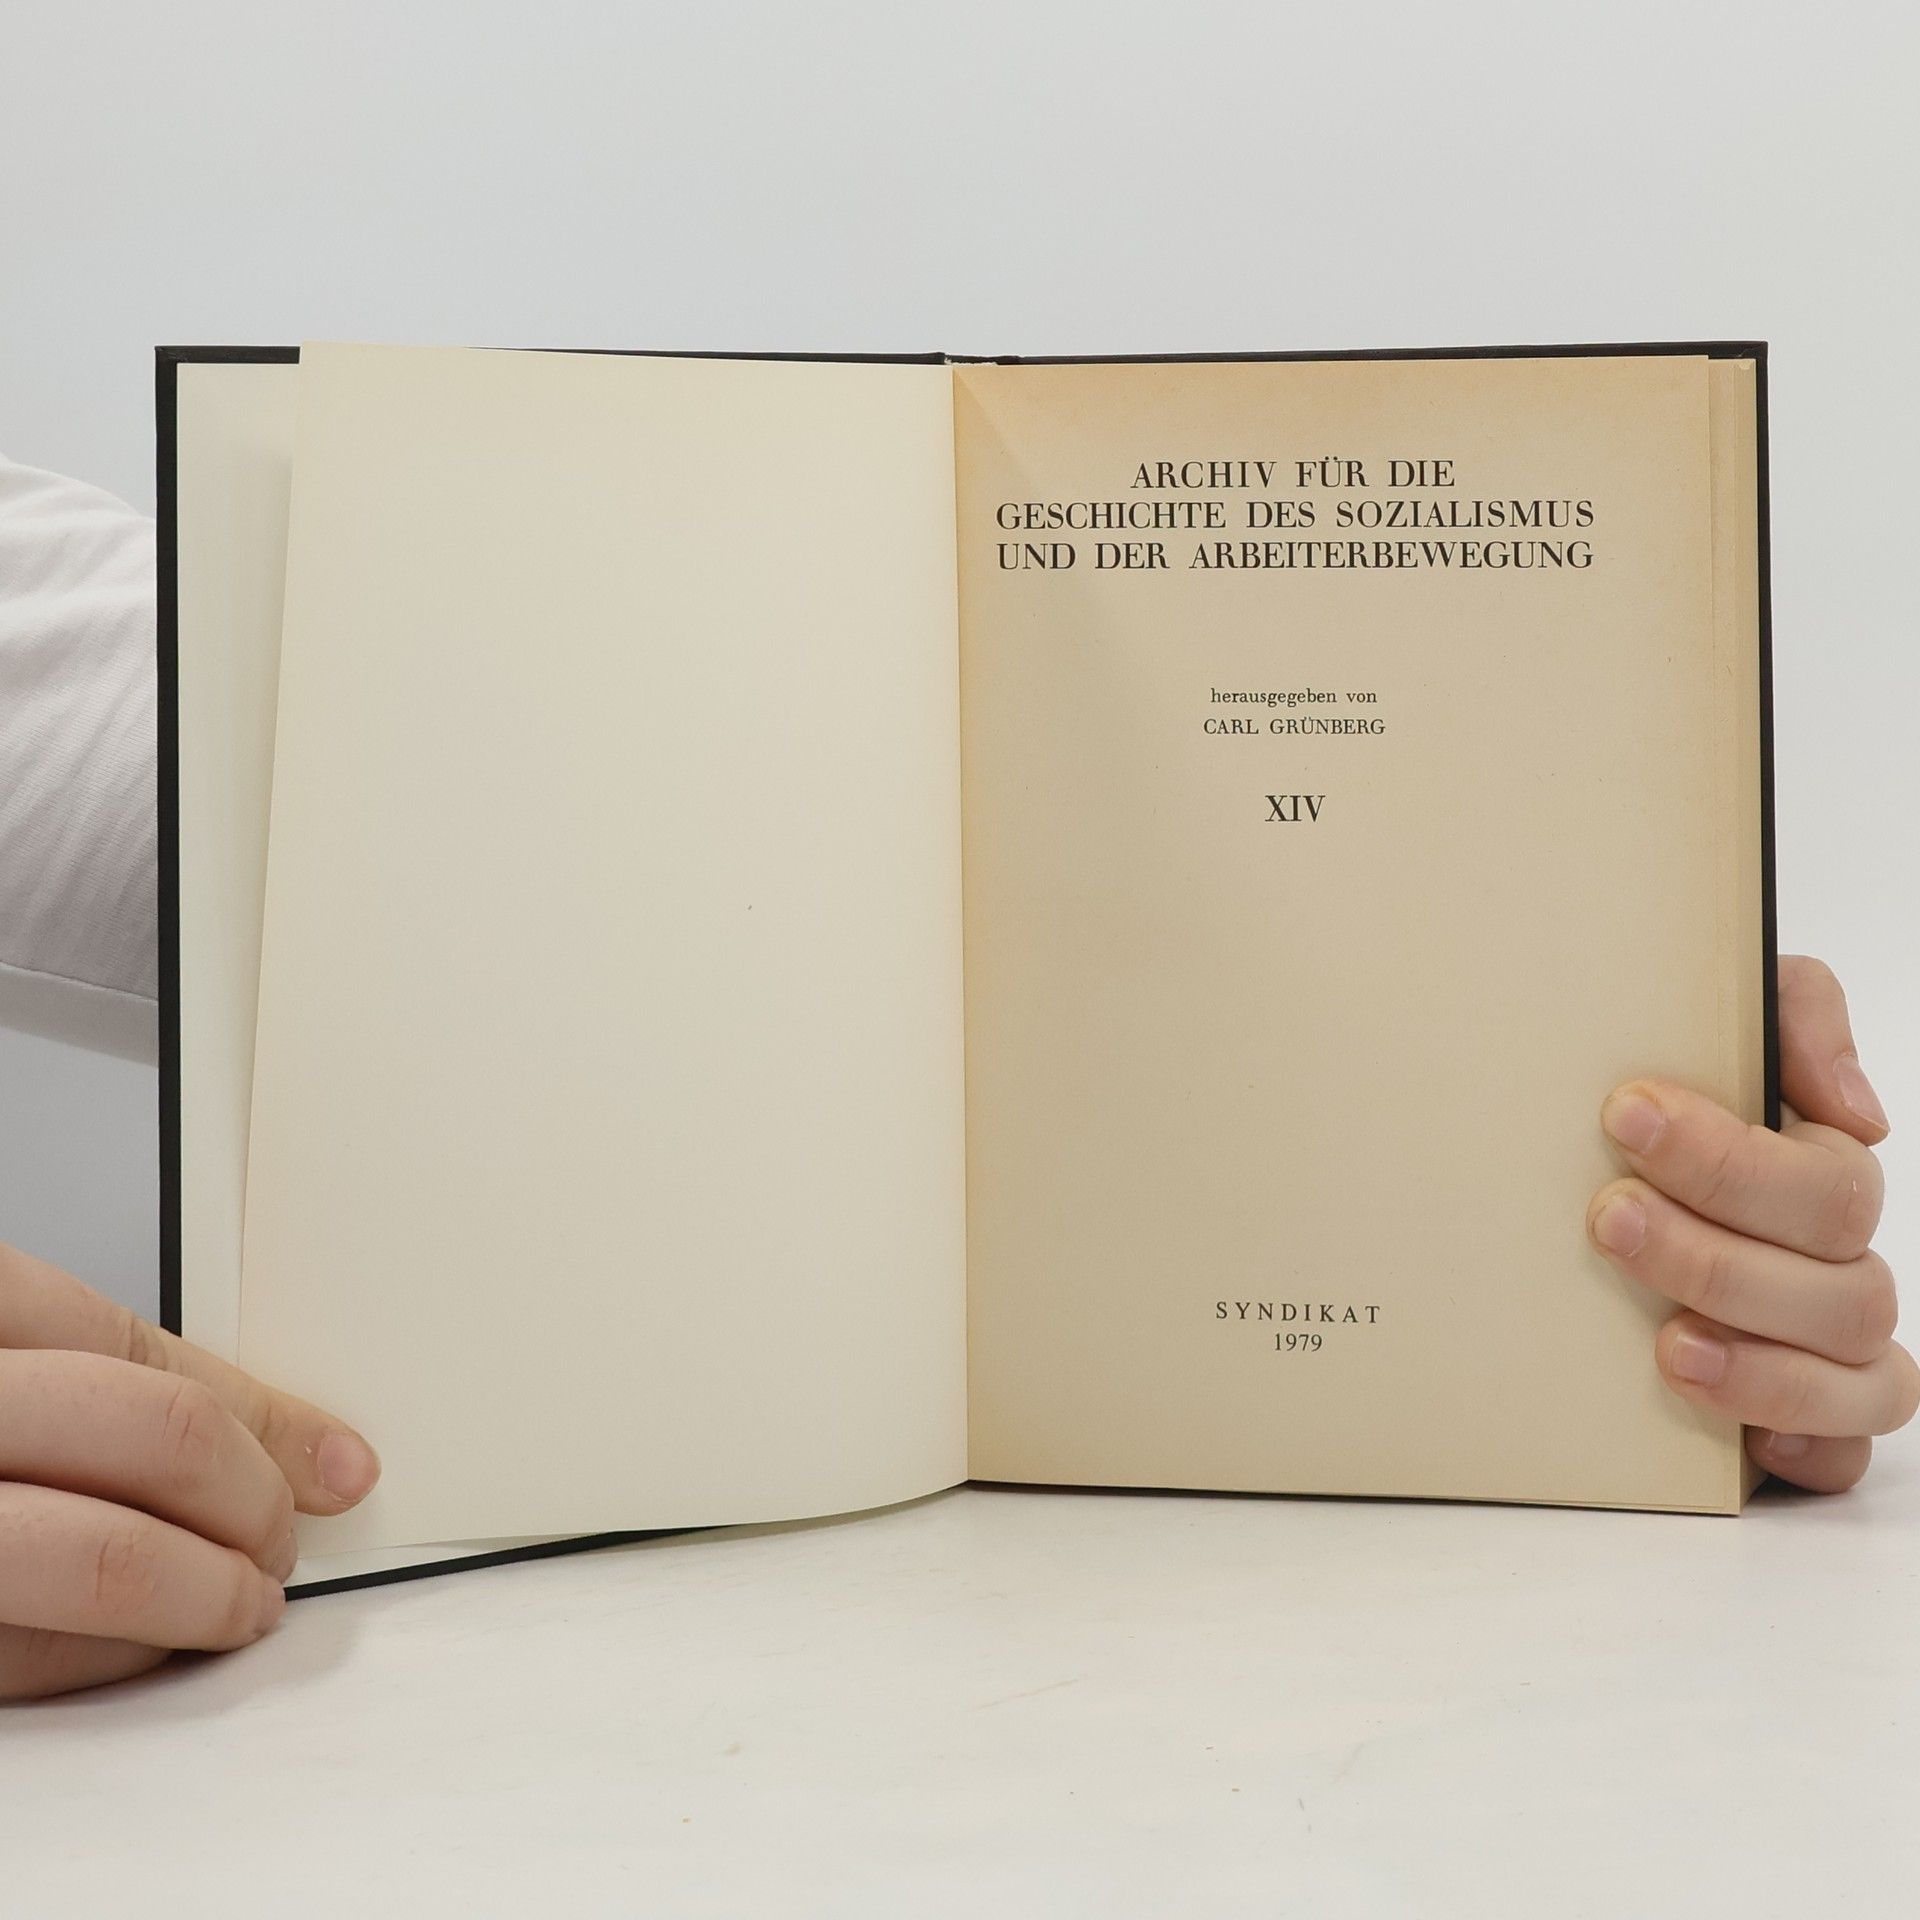 ARCHIV FÜR DIE
GESCHICHTE DES SOZIALISMUS
UND DER ARBEITERBEWEGUNG
herausgegeben von
CARL GRÜNBERG
XIV
SYNDIKAT
1979